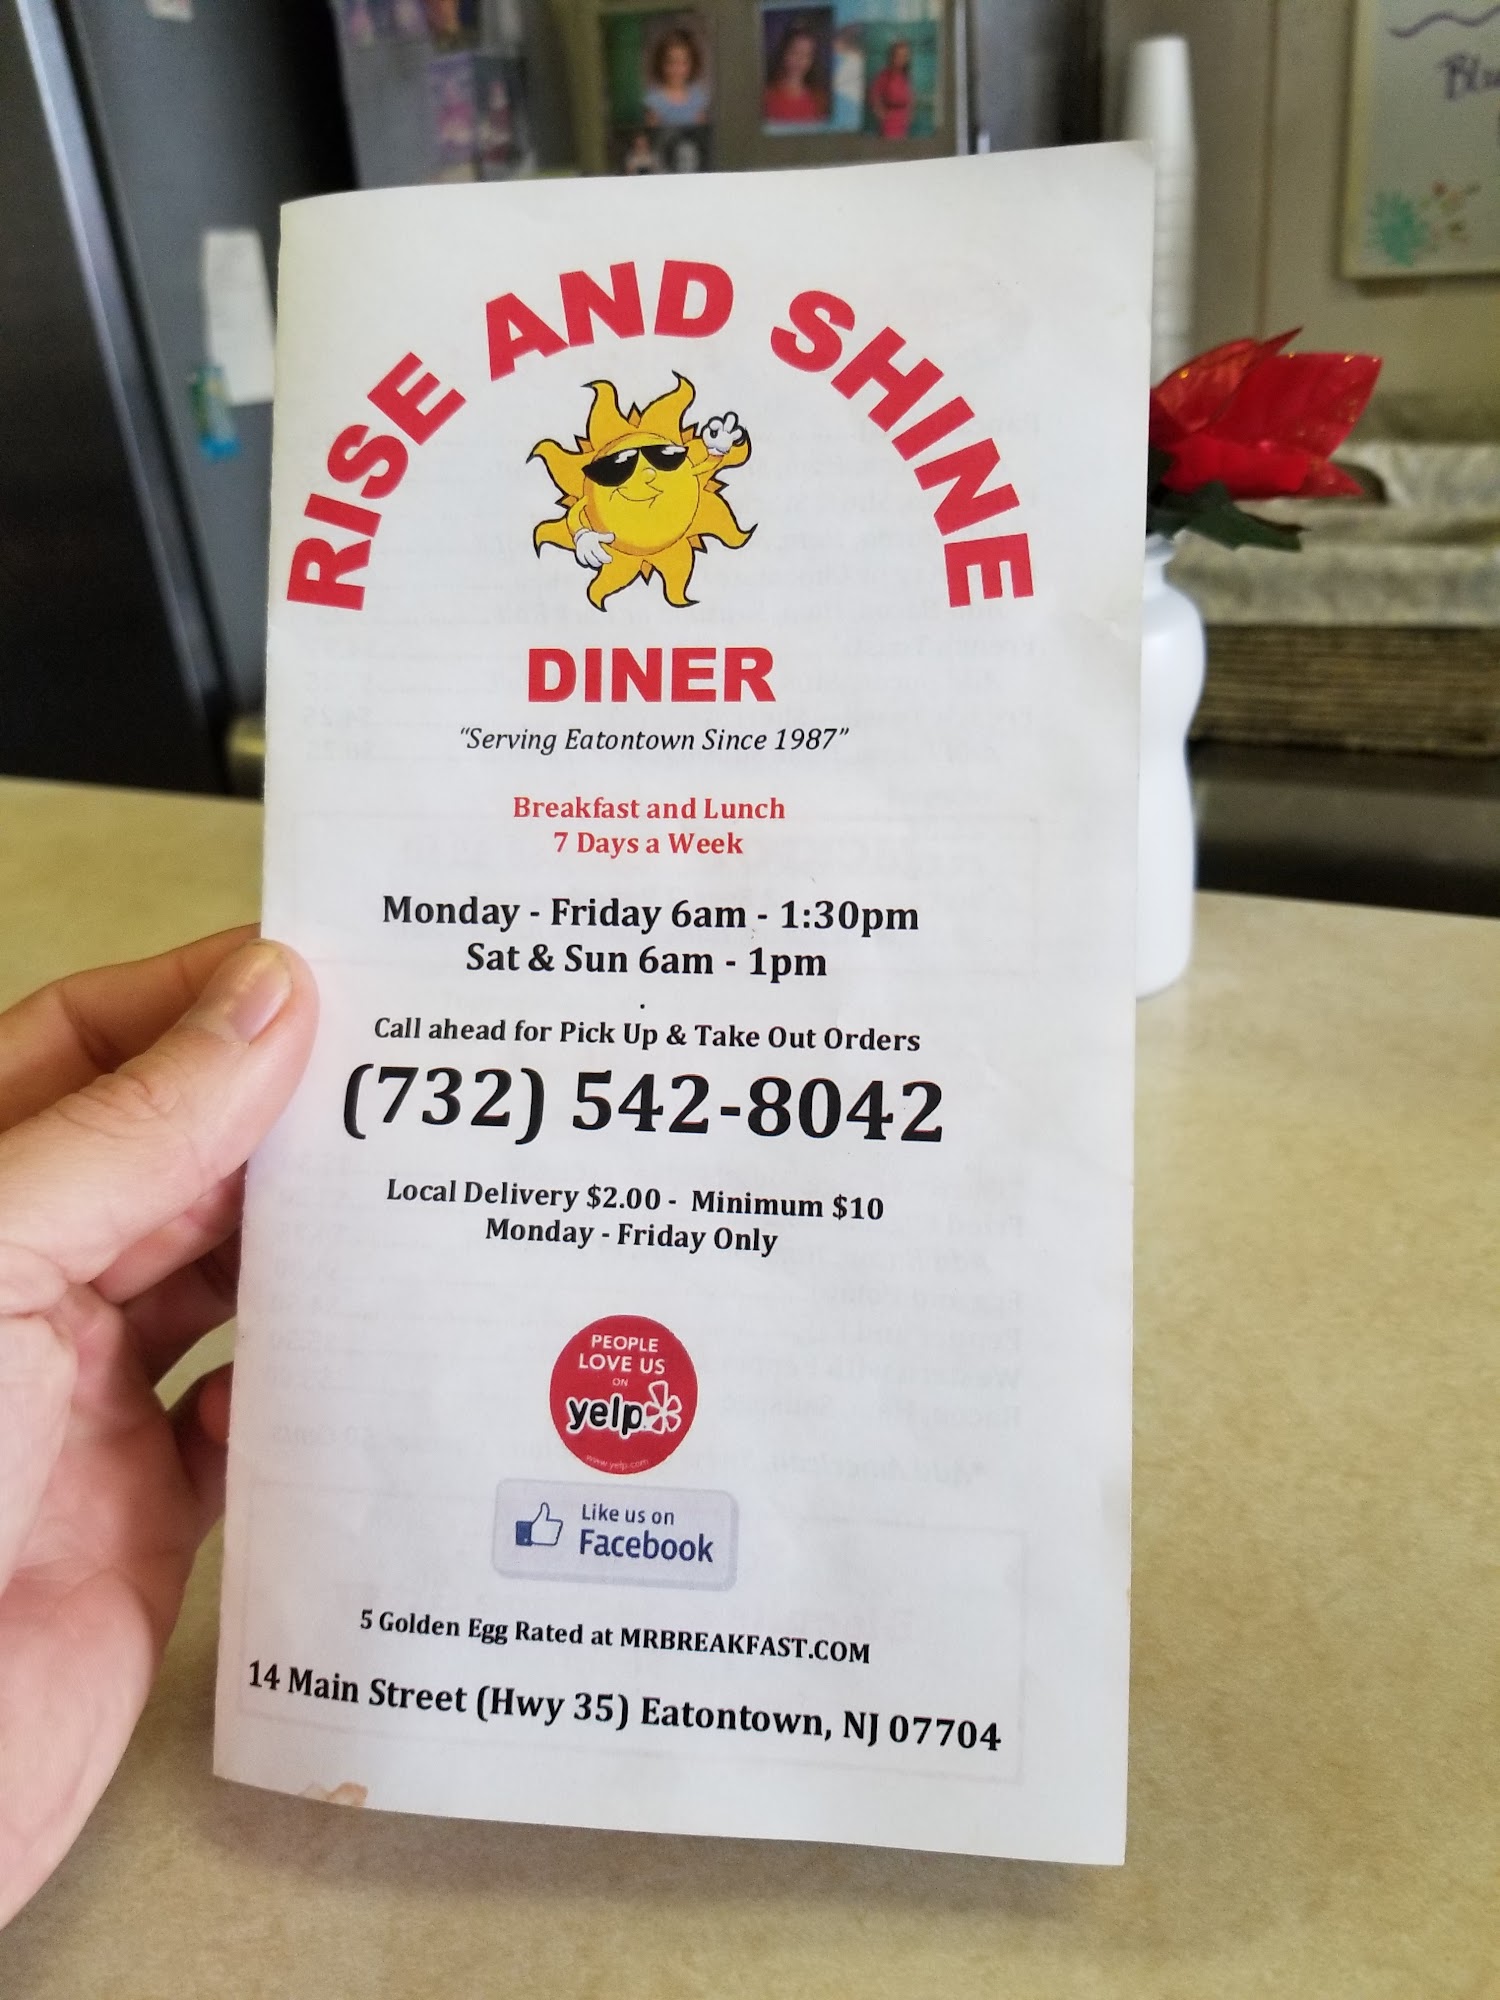 RISE AND SHINE
DINER
"Serving Eatontown Since 1987"
Breakfast and Lunch
7 Days a Week
Monday - Friday 6am - 1:30pm
Sat & Sun 6am - 1pm
.
Call ahead for Pick Up & Take Out Orders
(732) 542-8042
Local Delivery $2.00 - Minimum $10
Monday - Friday Only
PEOPLE
LOVE US
ON
yelp
www.yelp.com
Like us on
Facebook
5 Golden Egg Rated at MRBREAKFAST.COM
14 Main Street (Hwy 35) Eatontown, NJ 07704